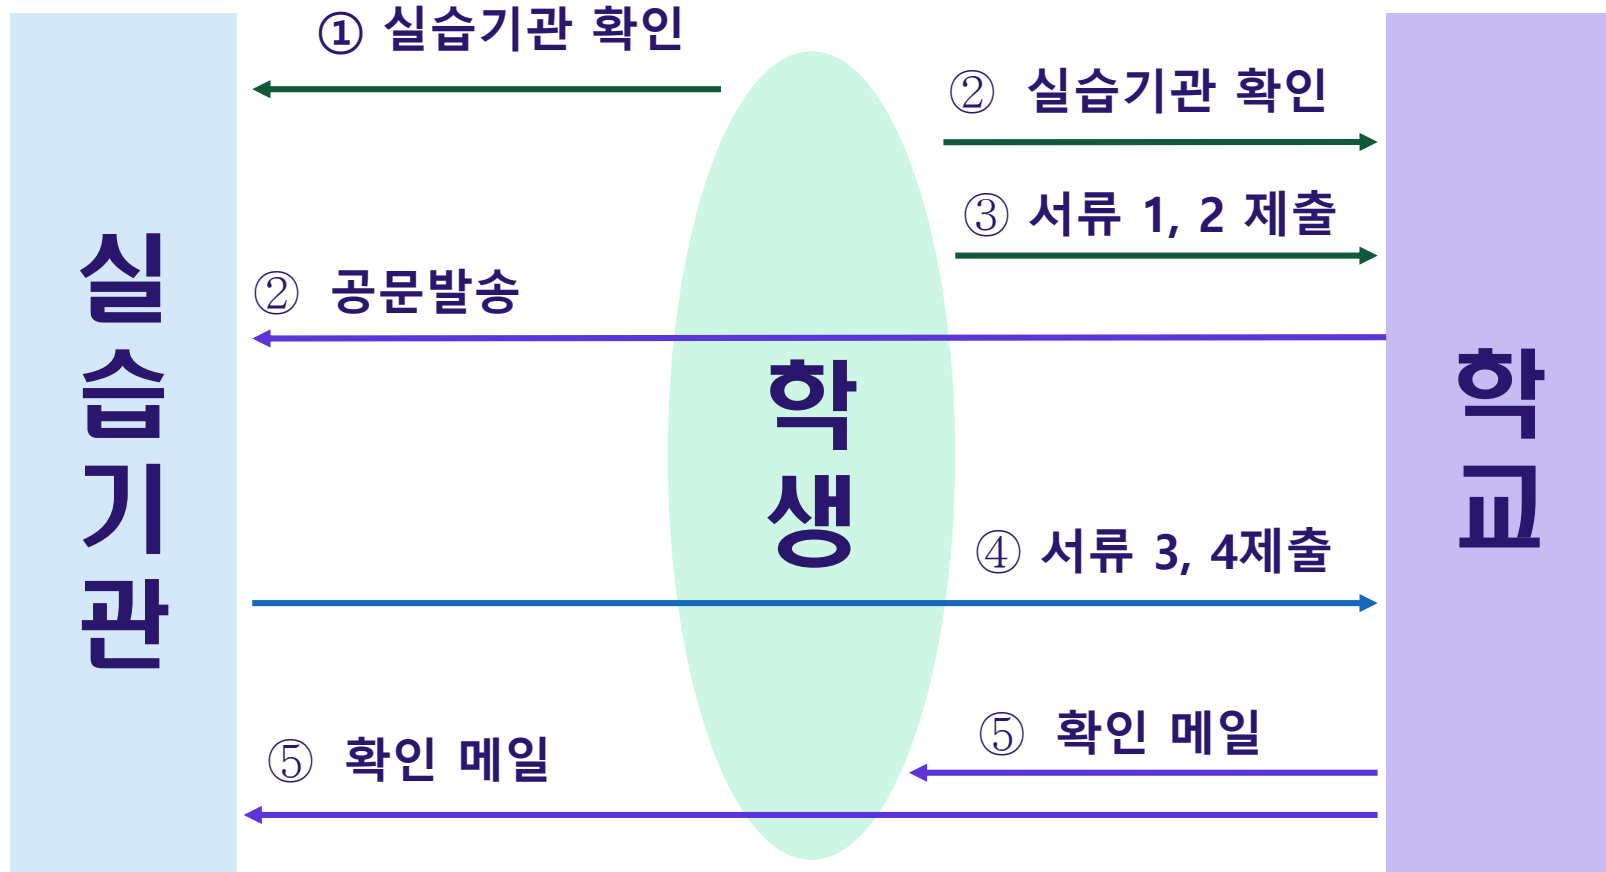 ① 실습기관 확인
② 실습기관 확인
③ 서류 1, 2 제출
② 공문발송
실습기관
학생
학교
④ 서류 3, 4제출
⑤ 확인 메일
⑤ 확인 메일